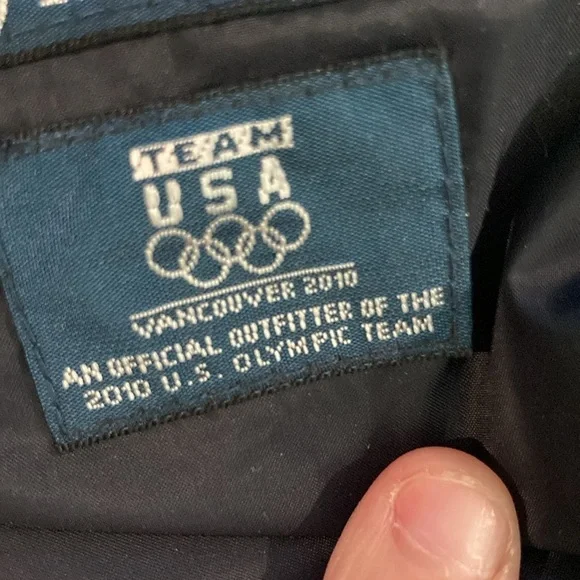 TEAM
USA
VANCOUVER 2010
AN OFFICIAL OUTFITTER OF THE
2010 U.S. OLYMPIC TEAM